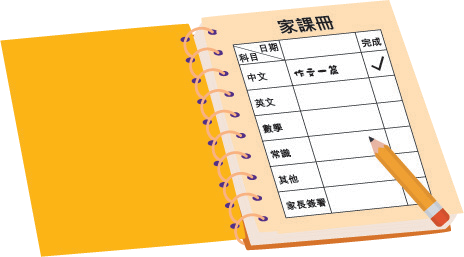 家課冊
日期 完成
科目
中文 作文一篇
英文
數學
常識
其他
家長簽署